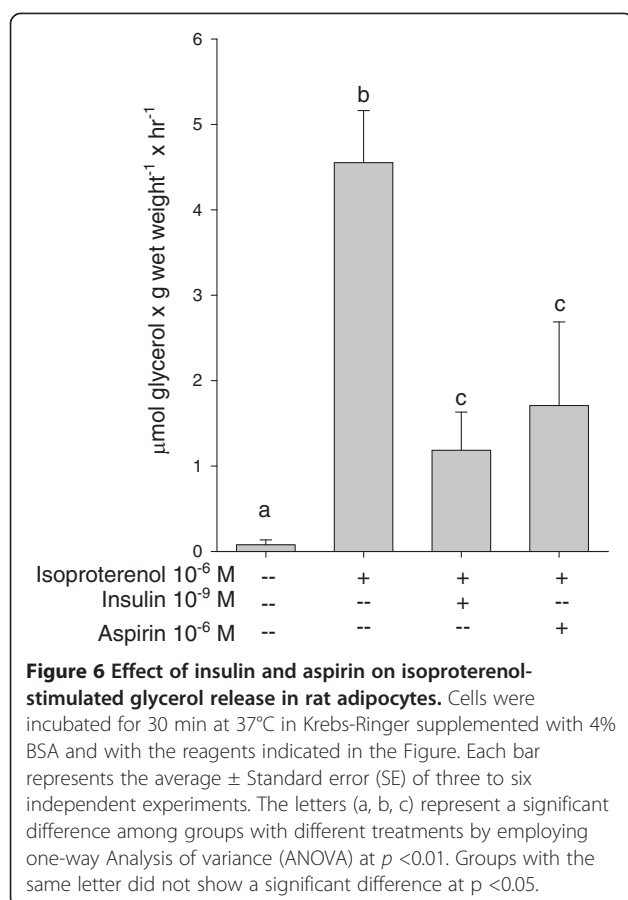 6
5
4
3
2
1
0
μmol glycerol x g wet weight⁻¹ x hr⁻¹
a
b
c
c
Isoproterenol 10⁻⁶ M -- + + +
Insulin 10⁻⁹ M -- -- + --
Aspirin 10⁻⁶ M -- -- -- +
Figure 6 Effect of insulin and aspirin on isoproterenol-
stimulated glycerol release in rat adipocytes. Cells were
incubated for 30 min at 37°C in Krebs-Ringer supplemented with 4%
BSA and with the reagents indicated in the Figure. Each bar
represents the average ± Standard error (SE) of three to six
independent experiments. The letters (a, b, c) represent a significant
difference among groups with different treatments by employing
one-way Analysis of variance (ANOVA) at p <0.01. Groups with the
same letter did not show a significant difference at p <0.05.